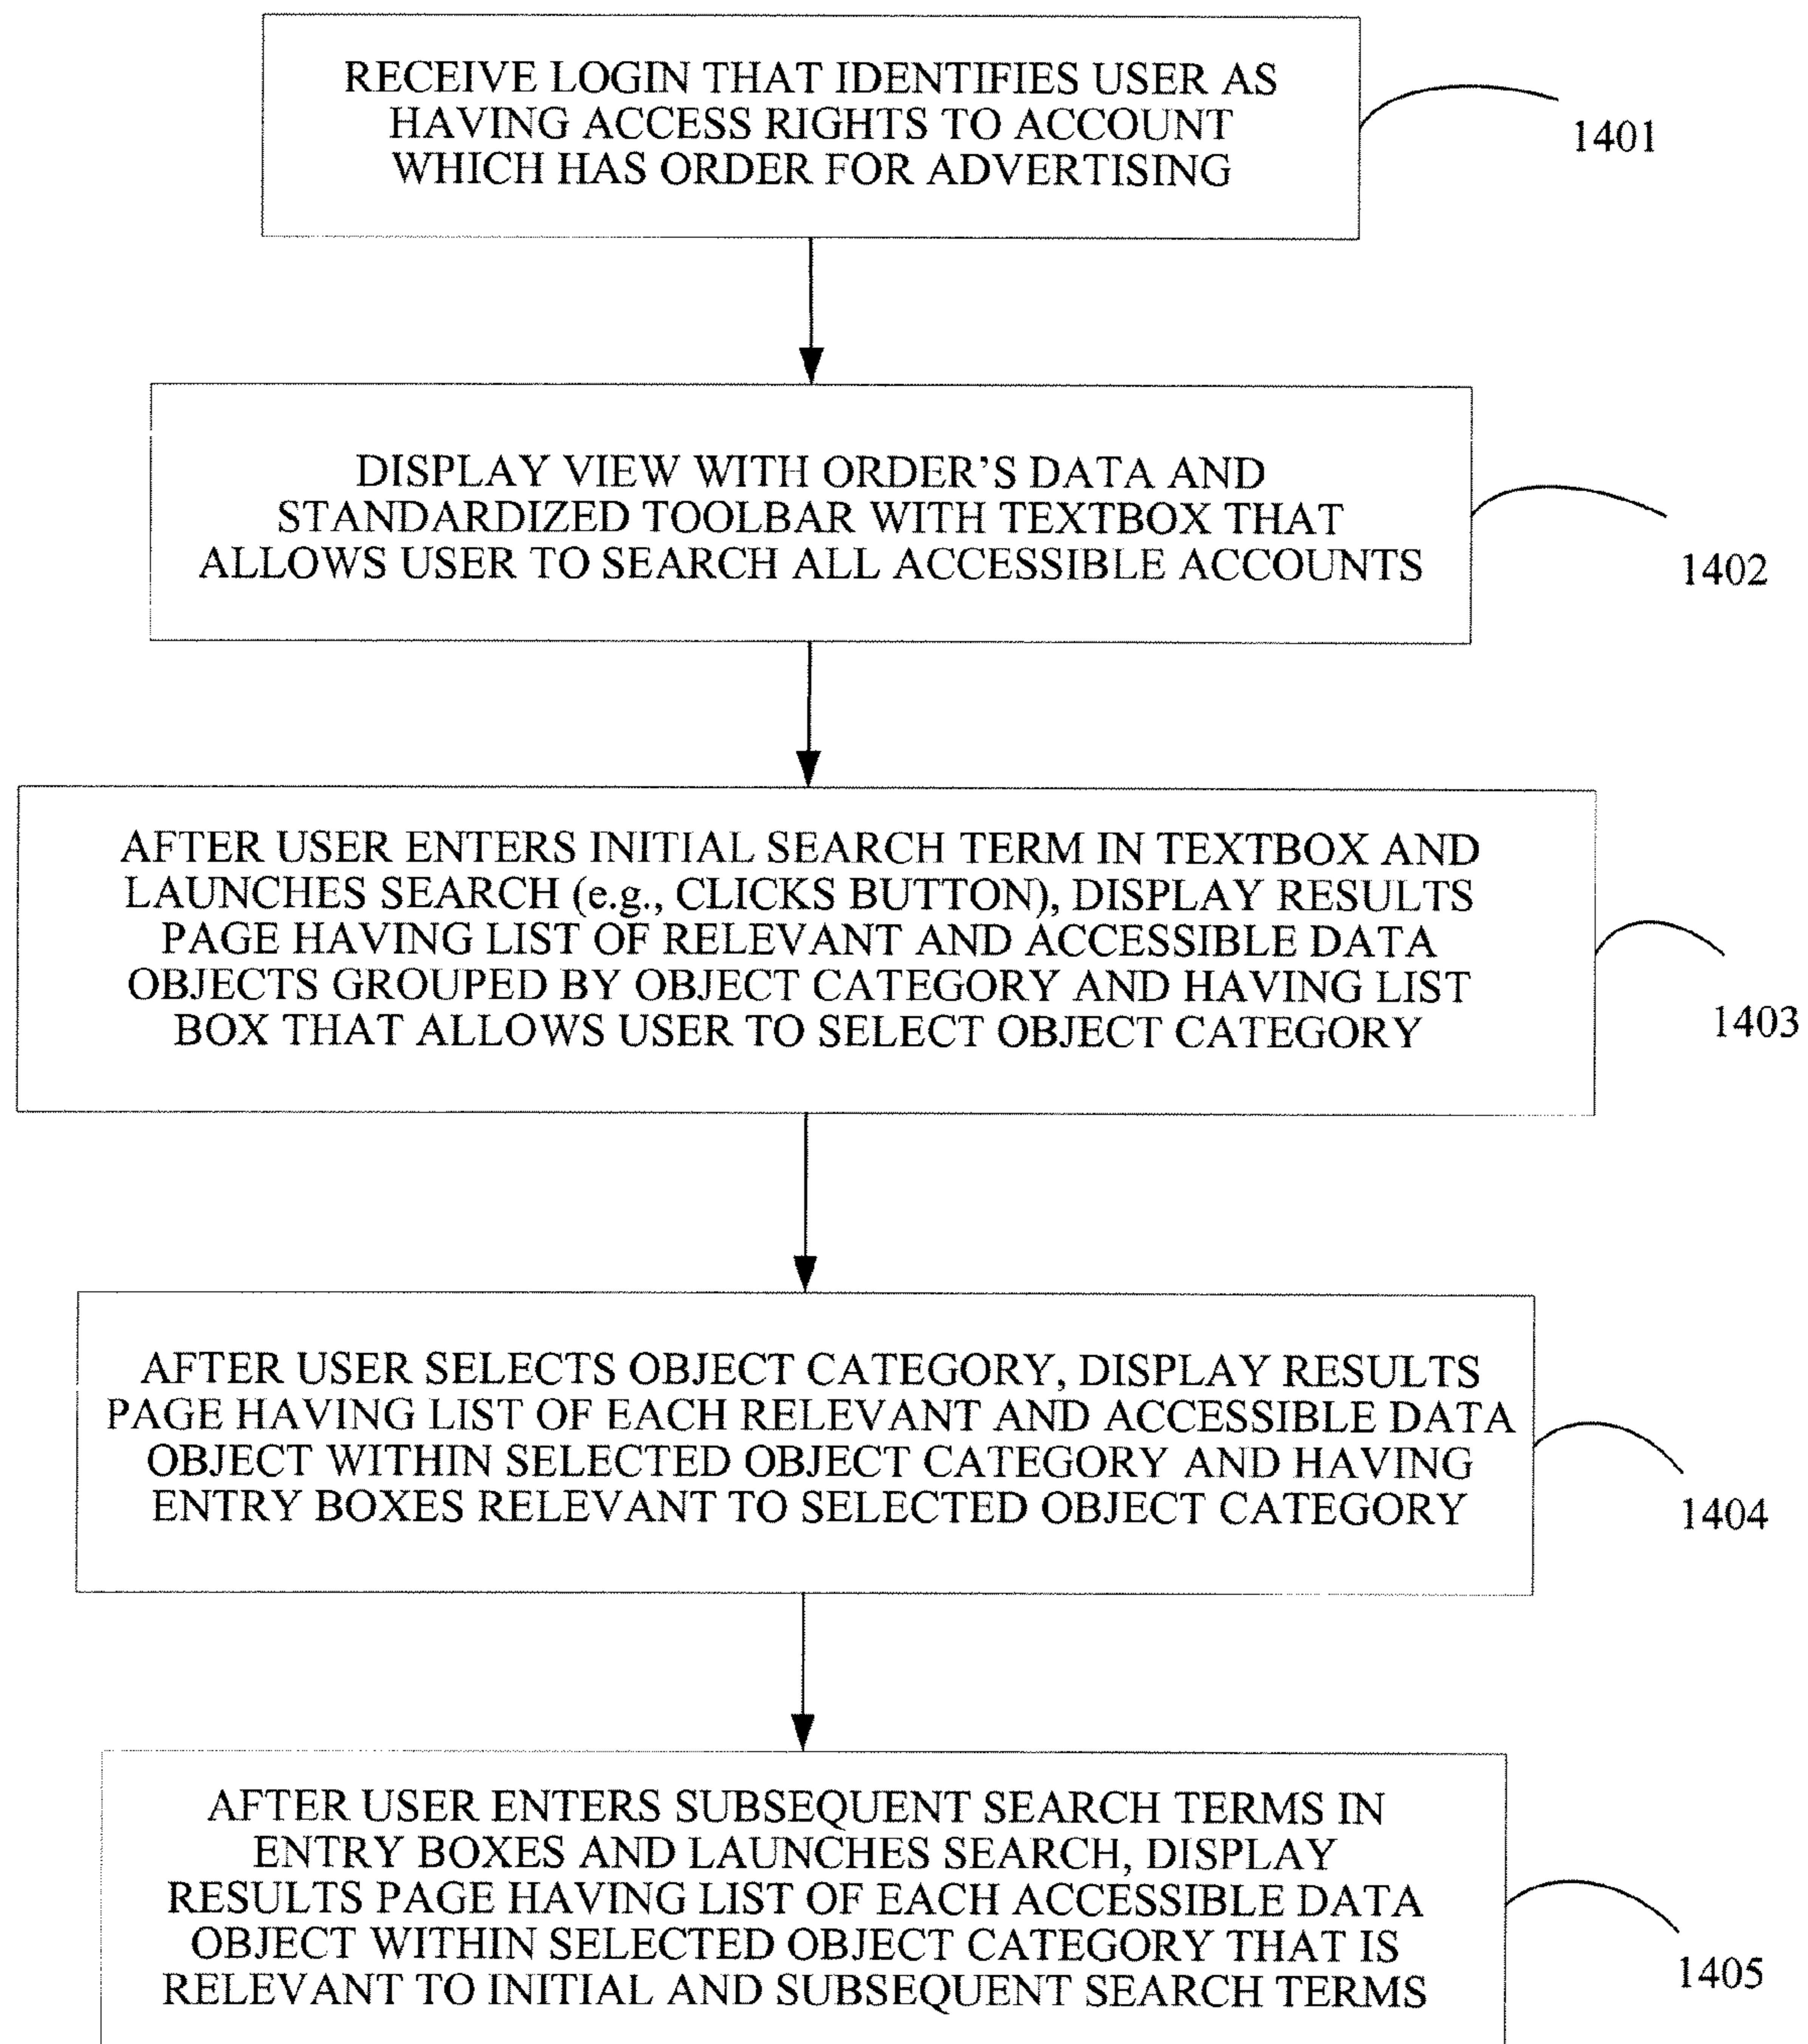 RECEIVE LOGIN THAT IDENTIFIES USER AS
HAVING ACCESS RIGHTS TO ACCOUNT
WHICH HAS ORDER FOR ADVERTISING
1401
DISPLAY VIEW WITH ORDER'S DATA AND
STANDARDIZED TOOLBAR WITH TEXTBOX THAT
ALLOWS USER TO SEARCH ALL ACCESSIBLE ACCOUNTS
1402
AFTER USER ENTERS INITIAL SEARCH TERM IN TEXTBOX AND
LAUNCHES SEARCH (e.g., CLICKS BUTTON), DISPLAY RESULTS
PAGE HAVING LIST OF RELEVANT AND ACCESSIBLE DATA
OBJECTS GROUPED BY OBJECT CATEGORY AND HAVING LIST
BOX THAT ALLOWS USER TO SELECT OBJECT CATEGORY
1403
AFTER USER SELECTS OBJECT CATEGORY, DISPLAY RESULTS
PAGE HAVING LIST OF EACH RELEVANT AND ACCESSIBLE DATA
OBJECT WITHIN SELECTED OBJECT CATEGORY AND HAVING
ENTRY BOXES RELEVANT TO SELECTED OBJECT CATEGORY
1404
AFTER USER ENTERS SUBSEQUENT SEARCH TERMS IN
ENTRY BOXES AND LAUNCHES SEARCH, DISPLAY
RESULTS PAGE HAVING LIST OF EACH ACCESSIBLE DATA
OBJECT WITHIN SELECTED OBJECT CATEGORY THAT IS
RELEVANT TO INITIAL AND SUBSEQUENT SEARCH TERMS
1405